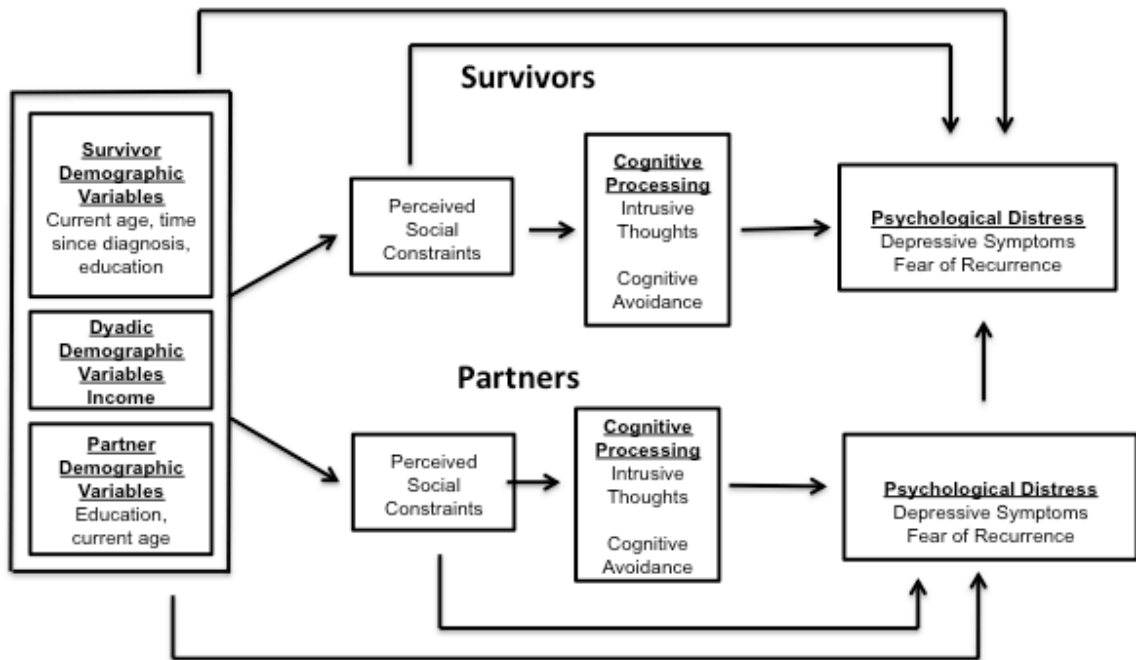 Survivors
Survivor
Demographic
Variables
Current age, time
since diagnosis,
education
Dyadic
Demographic
Variables
Income
Partner
Demographic
Variables
Education,
current age
Perceived
Social
Constraints
Cognitive
Processing
Intrusive
Thoughts
Cognitive
Avoidance
Psychological Distress
Depressive Symptoms
Fear of Recurrence
Partners
Perceived
Social
Constraints
Cognitive
Processing
Intrusive
Thoughts
Cognitive
Avoidance
Psychological Distress
Depressive Symptoms
Fear of Recurrence